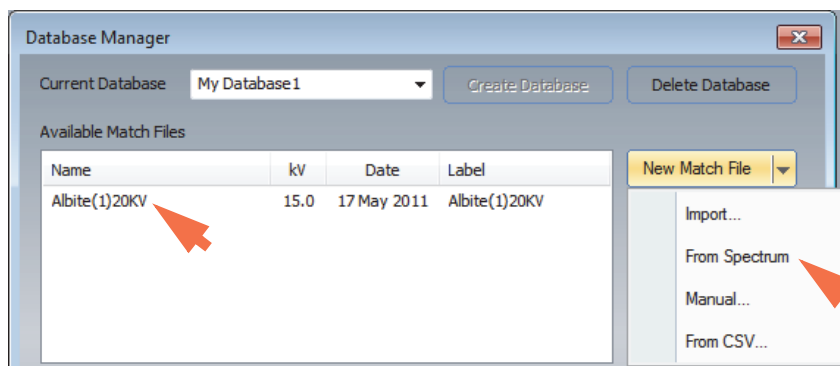 Database Manager
Current Database My Database1 Create Database Delete Database
Available Match Files
Name kV Date Label New Match File
Albite(1)20KV 15.0 17 May 2011 Albite(1)20KV
Import...
From Spectrum
Manual...
From CSV...